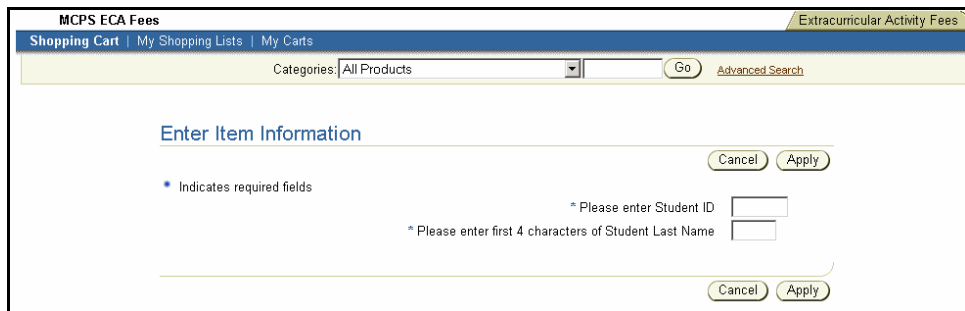 MCPS ECA Fees
Extracurricular Activity Fees
Shopping Cart | My Shopping Lists | My Carts
Categories: All Products Go Advanced Search
Enter Item Information
Cancel Apply
* Indicates required fields
* Please enter Student ID
* Please enter first 4 characters of Student Last Name
Cancel Apply